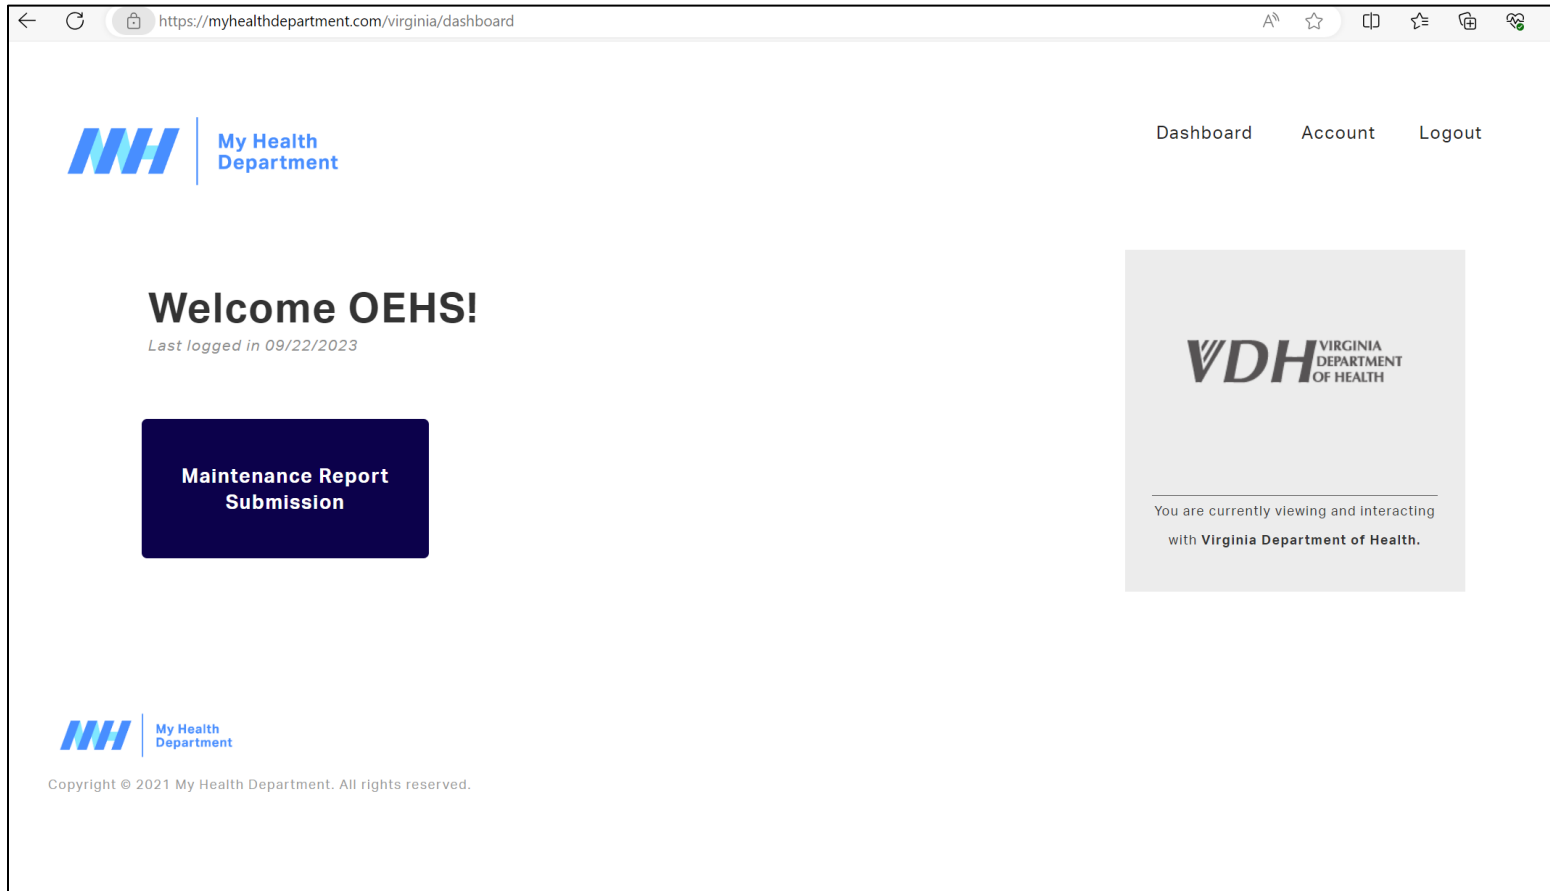 https://myhealthdepartment.com/virginia/dashboard
My Health
Department
Dashboard Account Logout
Welcome OEHS!
Last logged in 09/22/2023
VDH VIRGINIA
DEPARTMENT
OF HEALTH
Maintenance Report
Submission
You are currently viewing and interacting
with Virginia Department of Health.
My Health
Department
Copyright © 2021 My Health Department. All rights reserved.